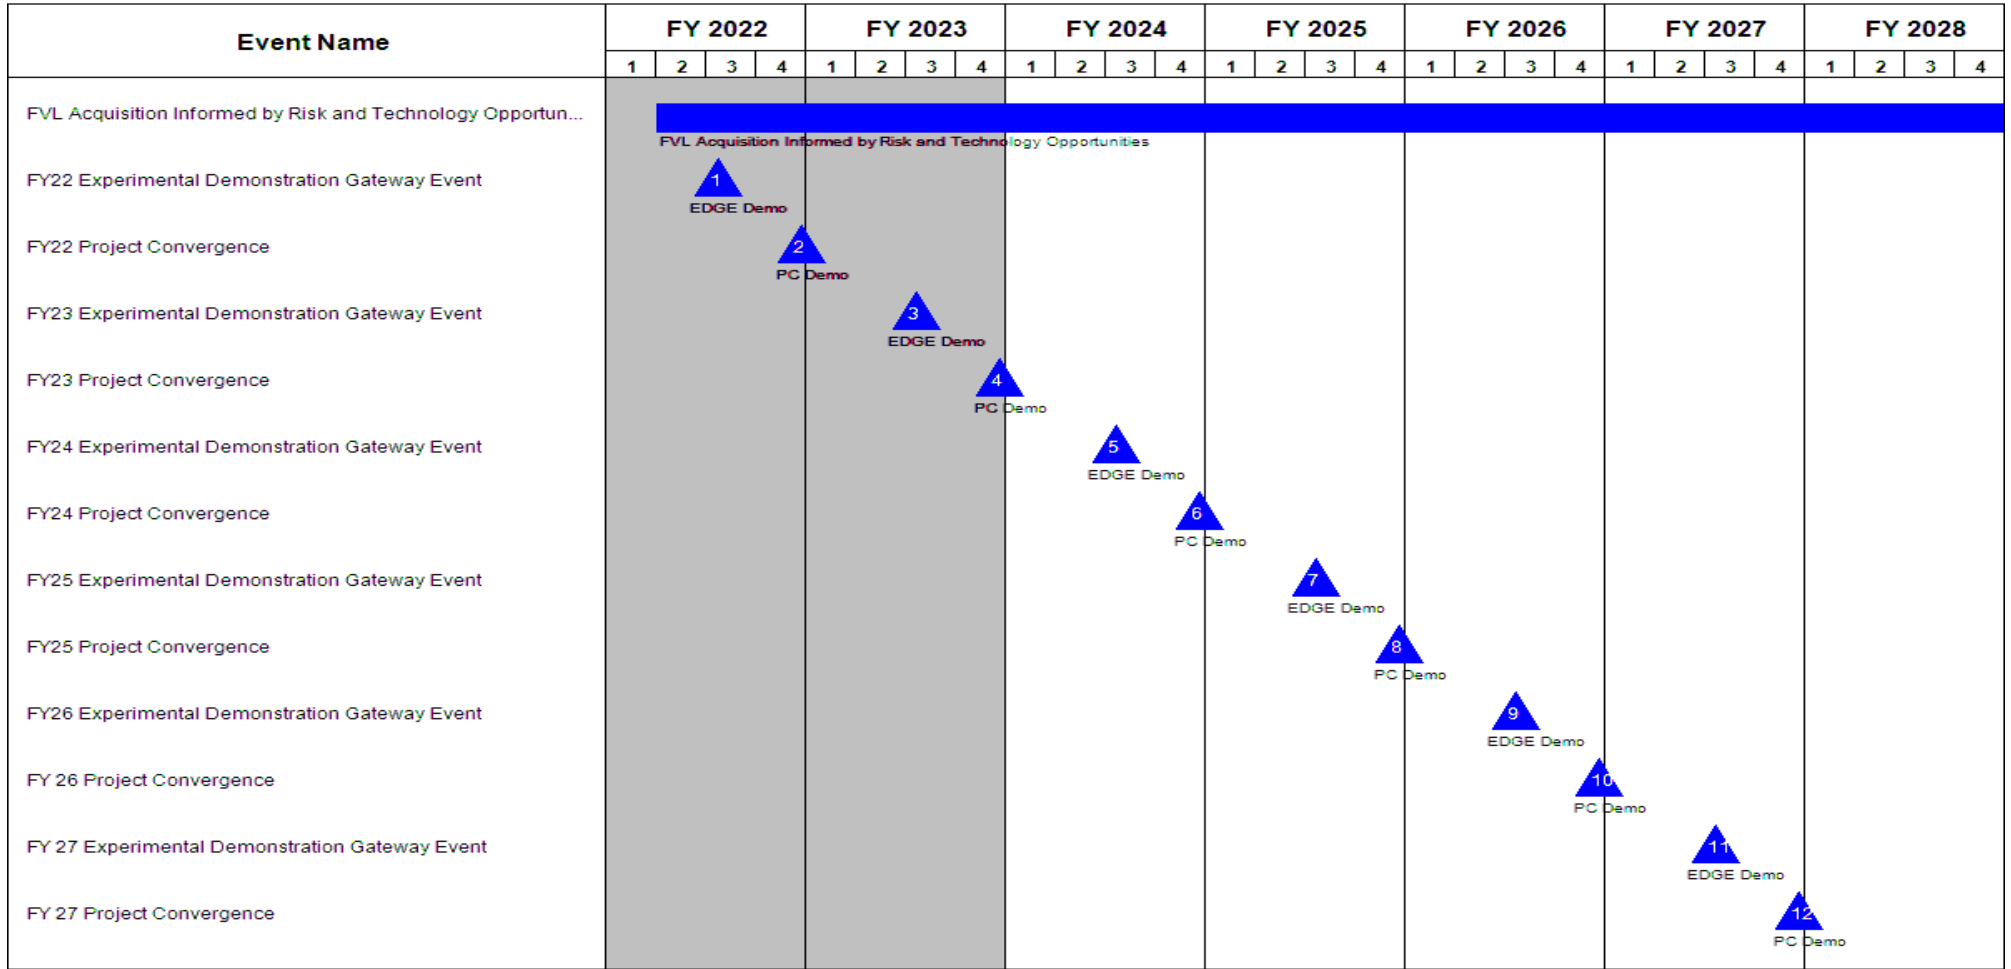 Event Name
FY 2022 FY 2023 FY 2024 FY 2025 FY 2026 FY 2027 FY 2028
1 2 3 4 1 2 3 4 1 2 3 4 1 2 3 4 1 2 3 4 1 2 3 4 1 2 3 4
FVL Acquisition Informed by Risk and Technology Opportun...
FVL Acquisition Informed by Risk and Technology Opportunities
FY22 Experimental Demonstration Gateway Event 1
EDGE Demo
FY22 Project Convergence 2
PC Demo
FY23 Experimental Demonstration Gateway Event 3
EDGE Demo
FY23 Project Convergence 4
PC Demo
FY24 Experimental Demonstration Gateway Event 5
EDGE Demo
FY24 Project Convergence 6
PC Demo
FY25 Experimental Demonstration Gateway Event 7
EDGE Demo
FY25 Project Convergence 8
PC Demo
FY26 Experimental Demonstration Gateway Event 9
EDGE Demo
FY 26 Project Convergence 10
PC Demo
FY 27 Experimental Demonstration Gateway Event 11
EDGE Demo
FY 27 Project Convergence 12
PC Demo